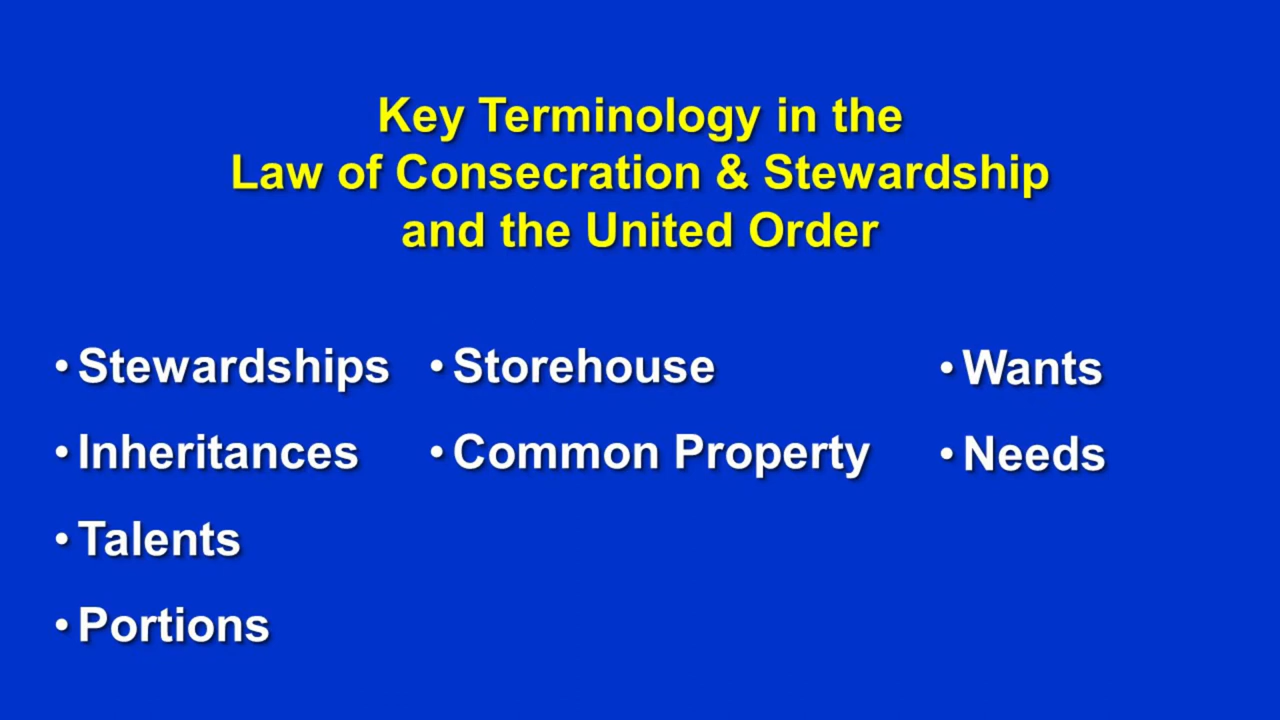 Key Terminology in the
Law of Consecration & Stewardship
and the United Order
• Stewardships
• Inheritances
• Talents
• Portions
• Storehouse
• Common Property
• Wants
• Needs